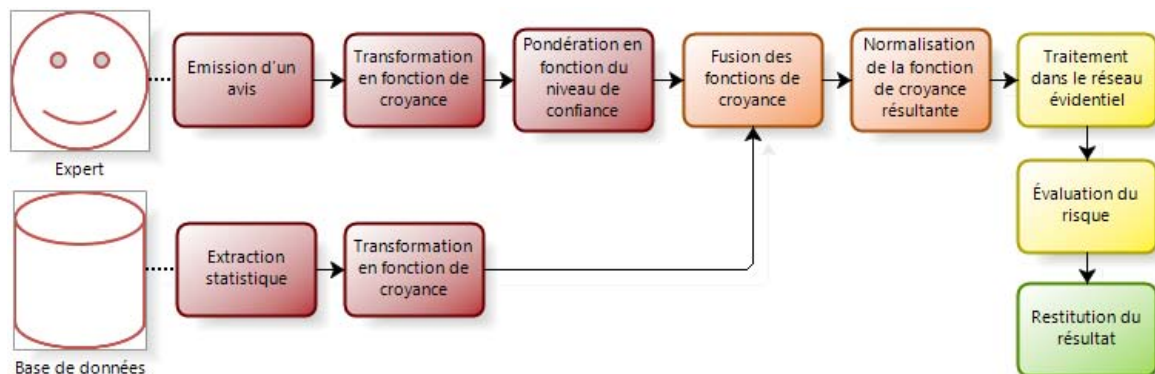 Emission d'un
avis
Transformation
en fonction de
croyance
Pondération en
fonction du
niveau de
confiance
Fusion des
fonctions de
croyance
Normalisation
de la fonction
de croyance
résultante
Traitement
dans le réseau
évidentiel
Expert
Évaluation du
risque
Extraction
statistique
Transformation
en fonction de
croyance
Restitution du
résultat
Base de données